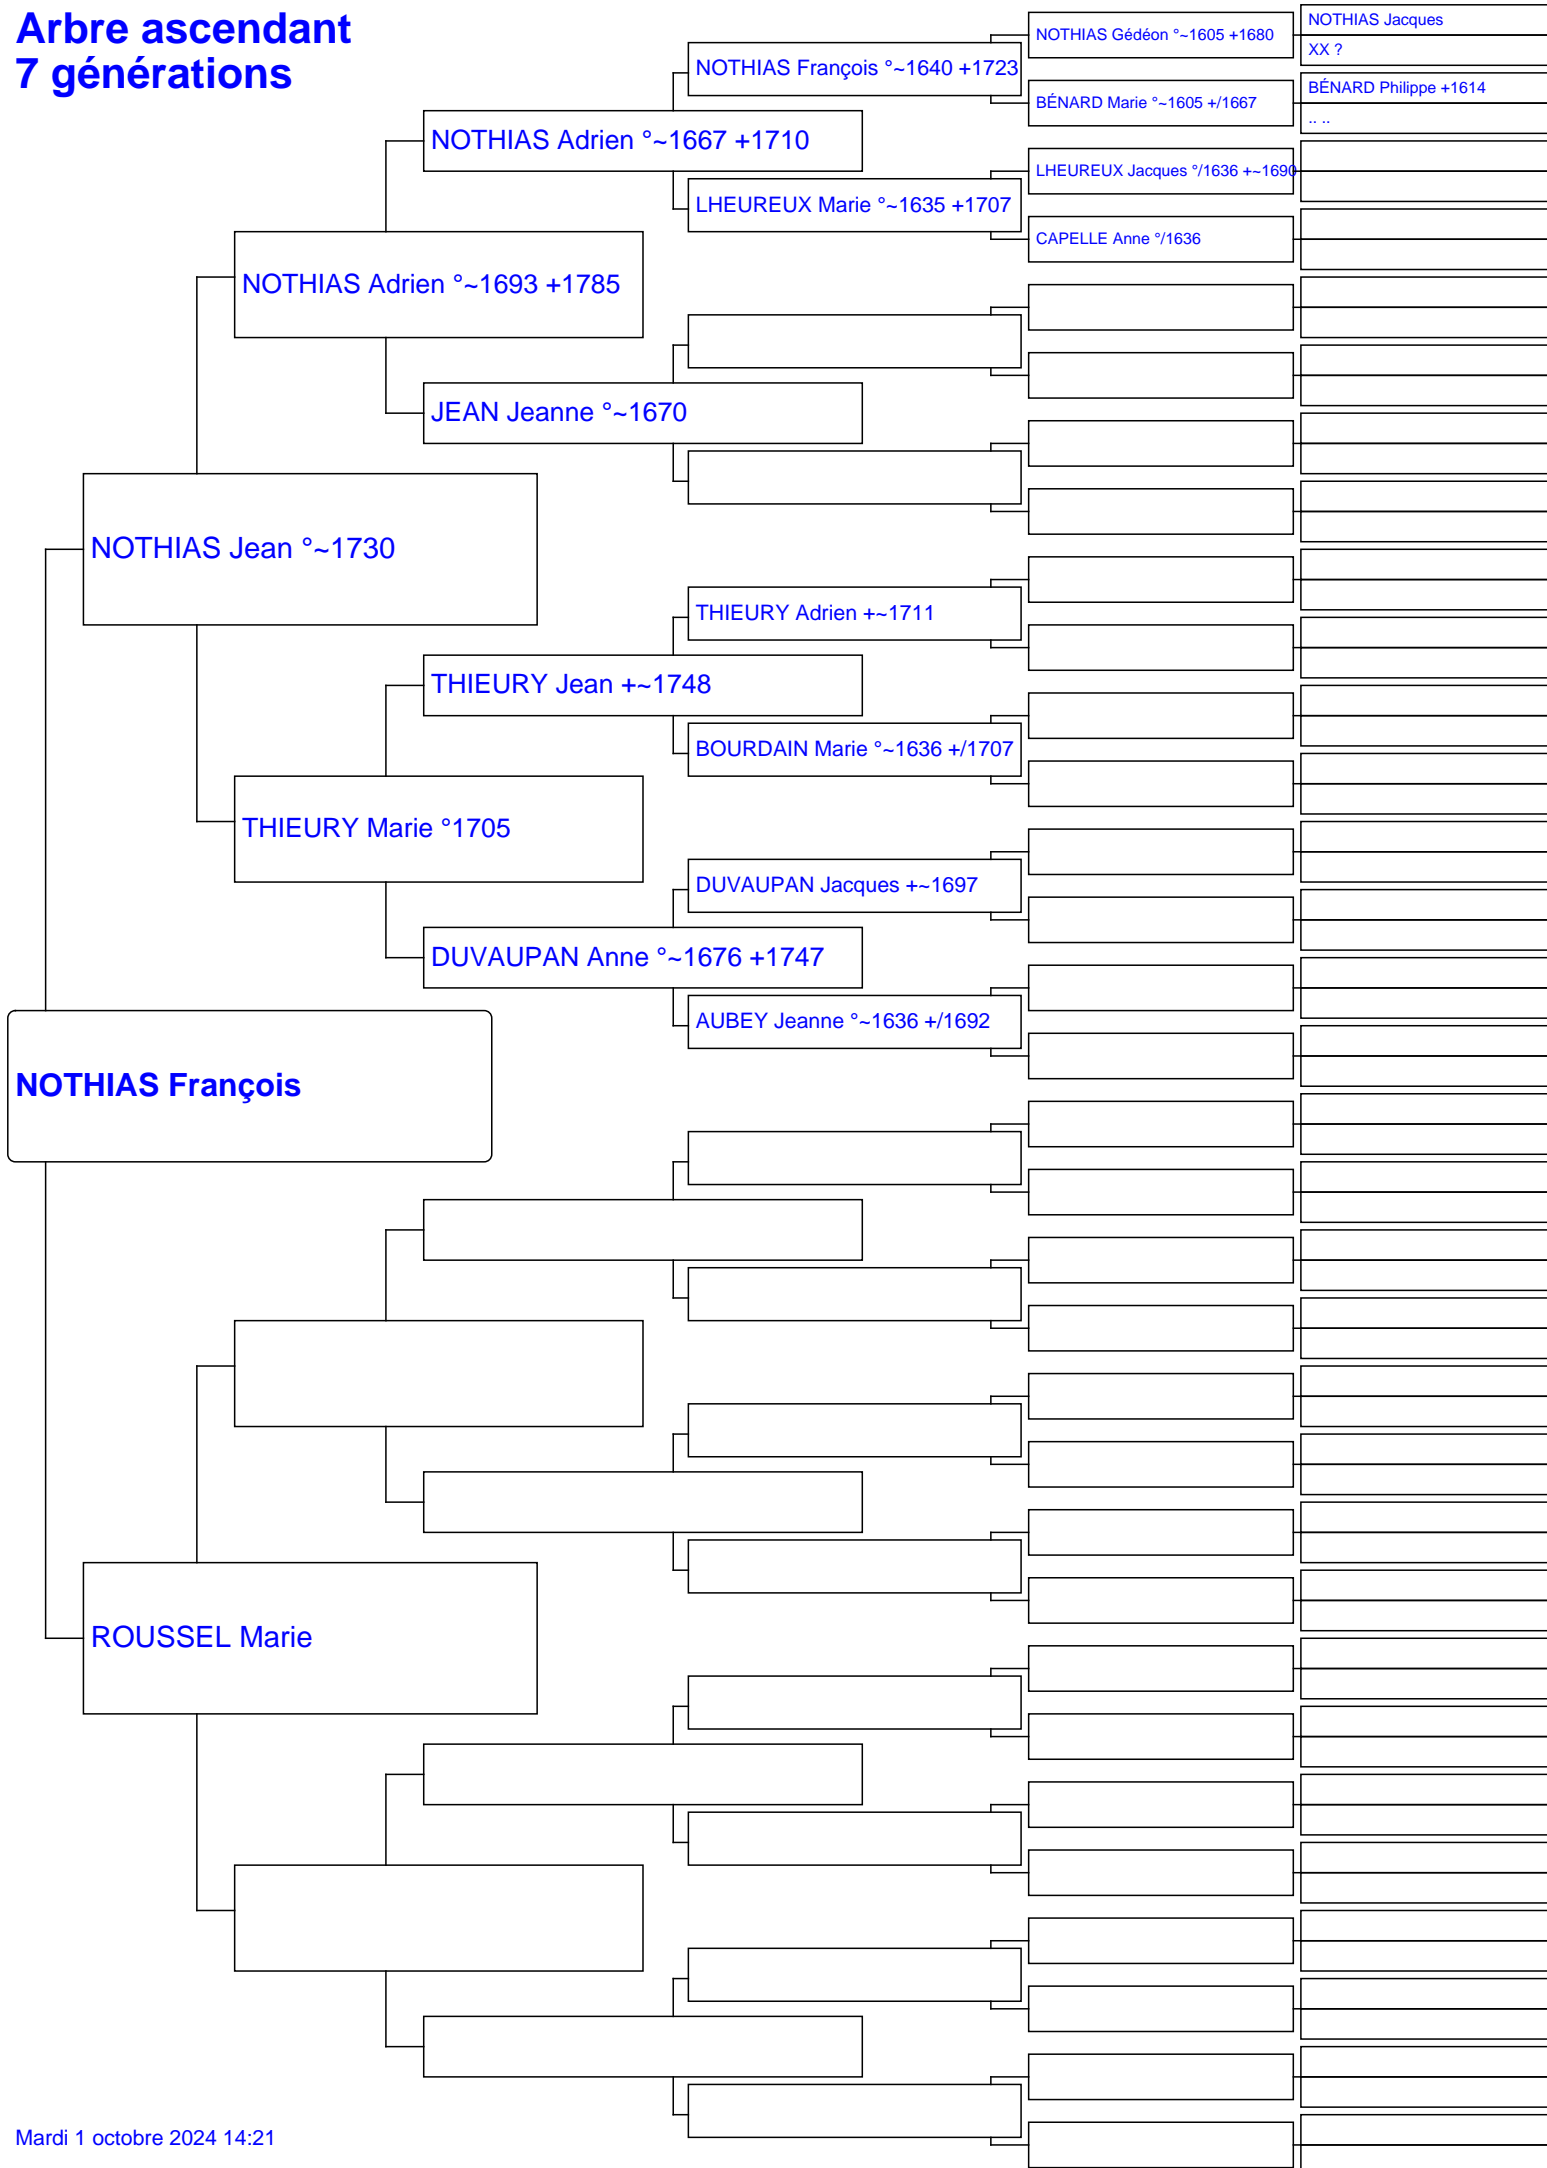 Arbre ascendant
7 générations
NOTHIAS Jacques
NOTHIAS Gédéon °~1605 +1680
XX ?
NOTHIAS François °~1640 +1723
BÉNARD Philippe +1614
BÉNARD Marie °~1605 +/1667
.. ..
NOTHIAS Adrien °~1667 +1710
LHEUREUX Jacques °/1636 +~1690
LHEUREUX Marie °~1635 +1707
CAPELLE Anne °/1636
NOTHIAS Adrien °~1693 +1785
JEAN Jeanne °~1670
NOTHIAS Jean °~1730
THIEURY Adrien +~1711
THIEURY Jean +~1748
BOURDAIN Marie °~1636 +/1707
THIEURY Marie °1705
DUVAUPAN Jacques +~1697
DUVAUPAN Anne °~1676 +1747
AUBEY Jeanne °~1636 +/1692
NOTHIAS François
ROUSSEL Marie
Mardi 1 octobre 2024 14:21